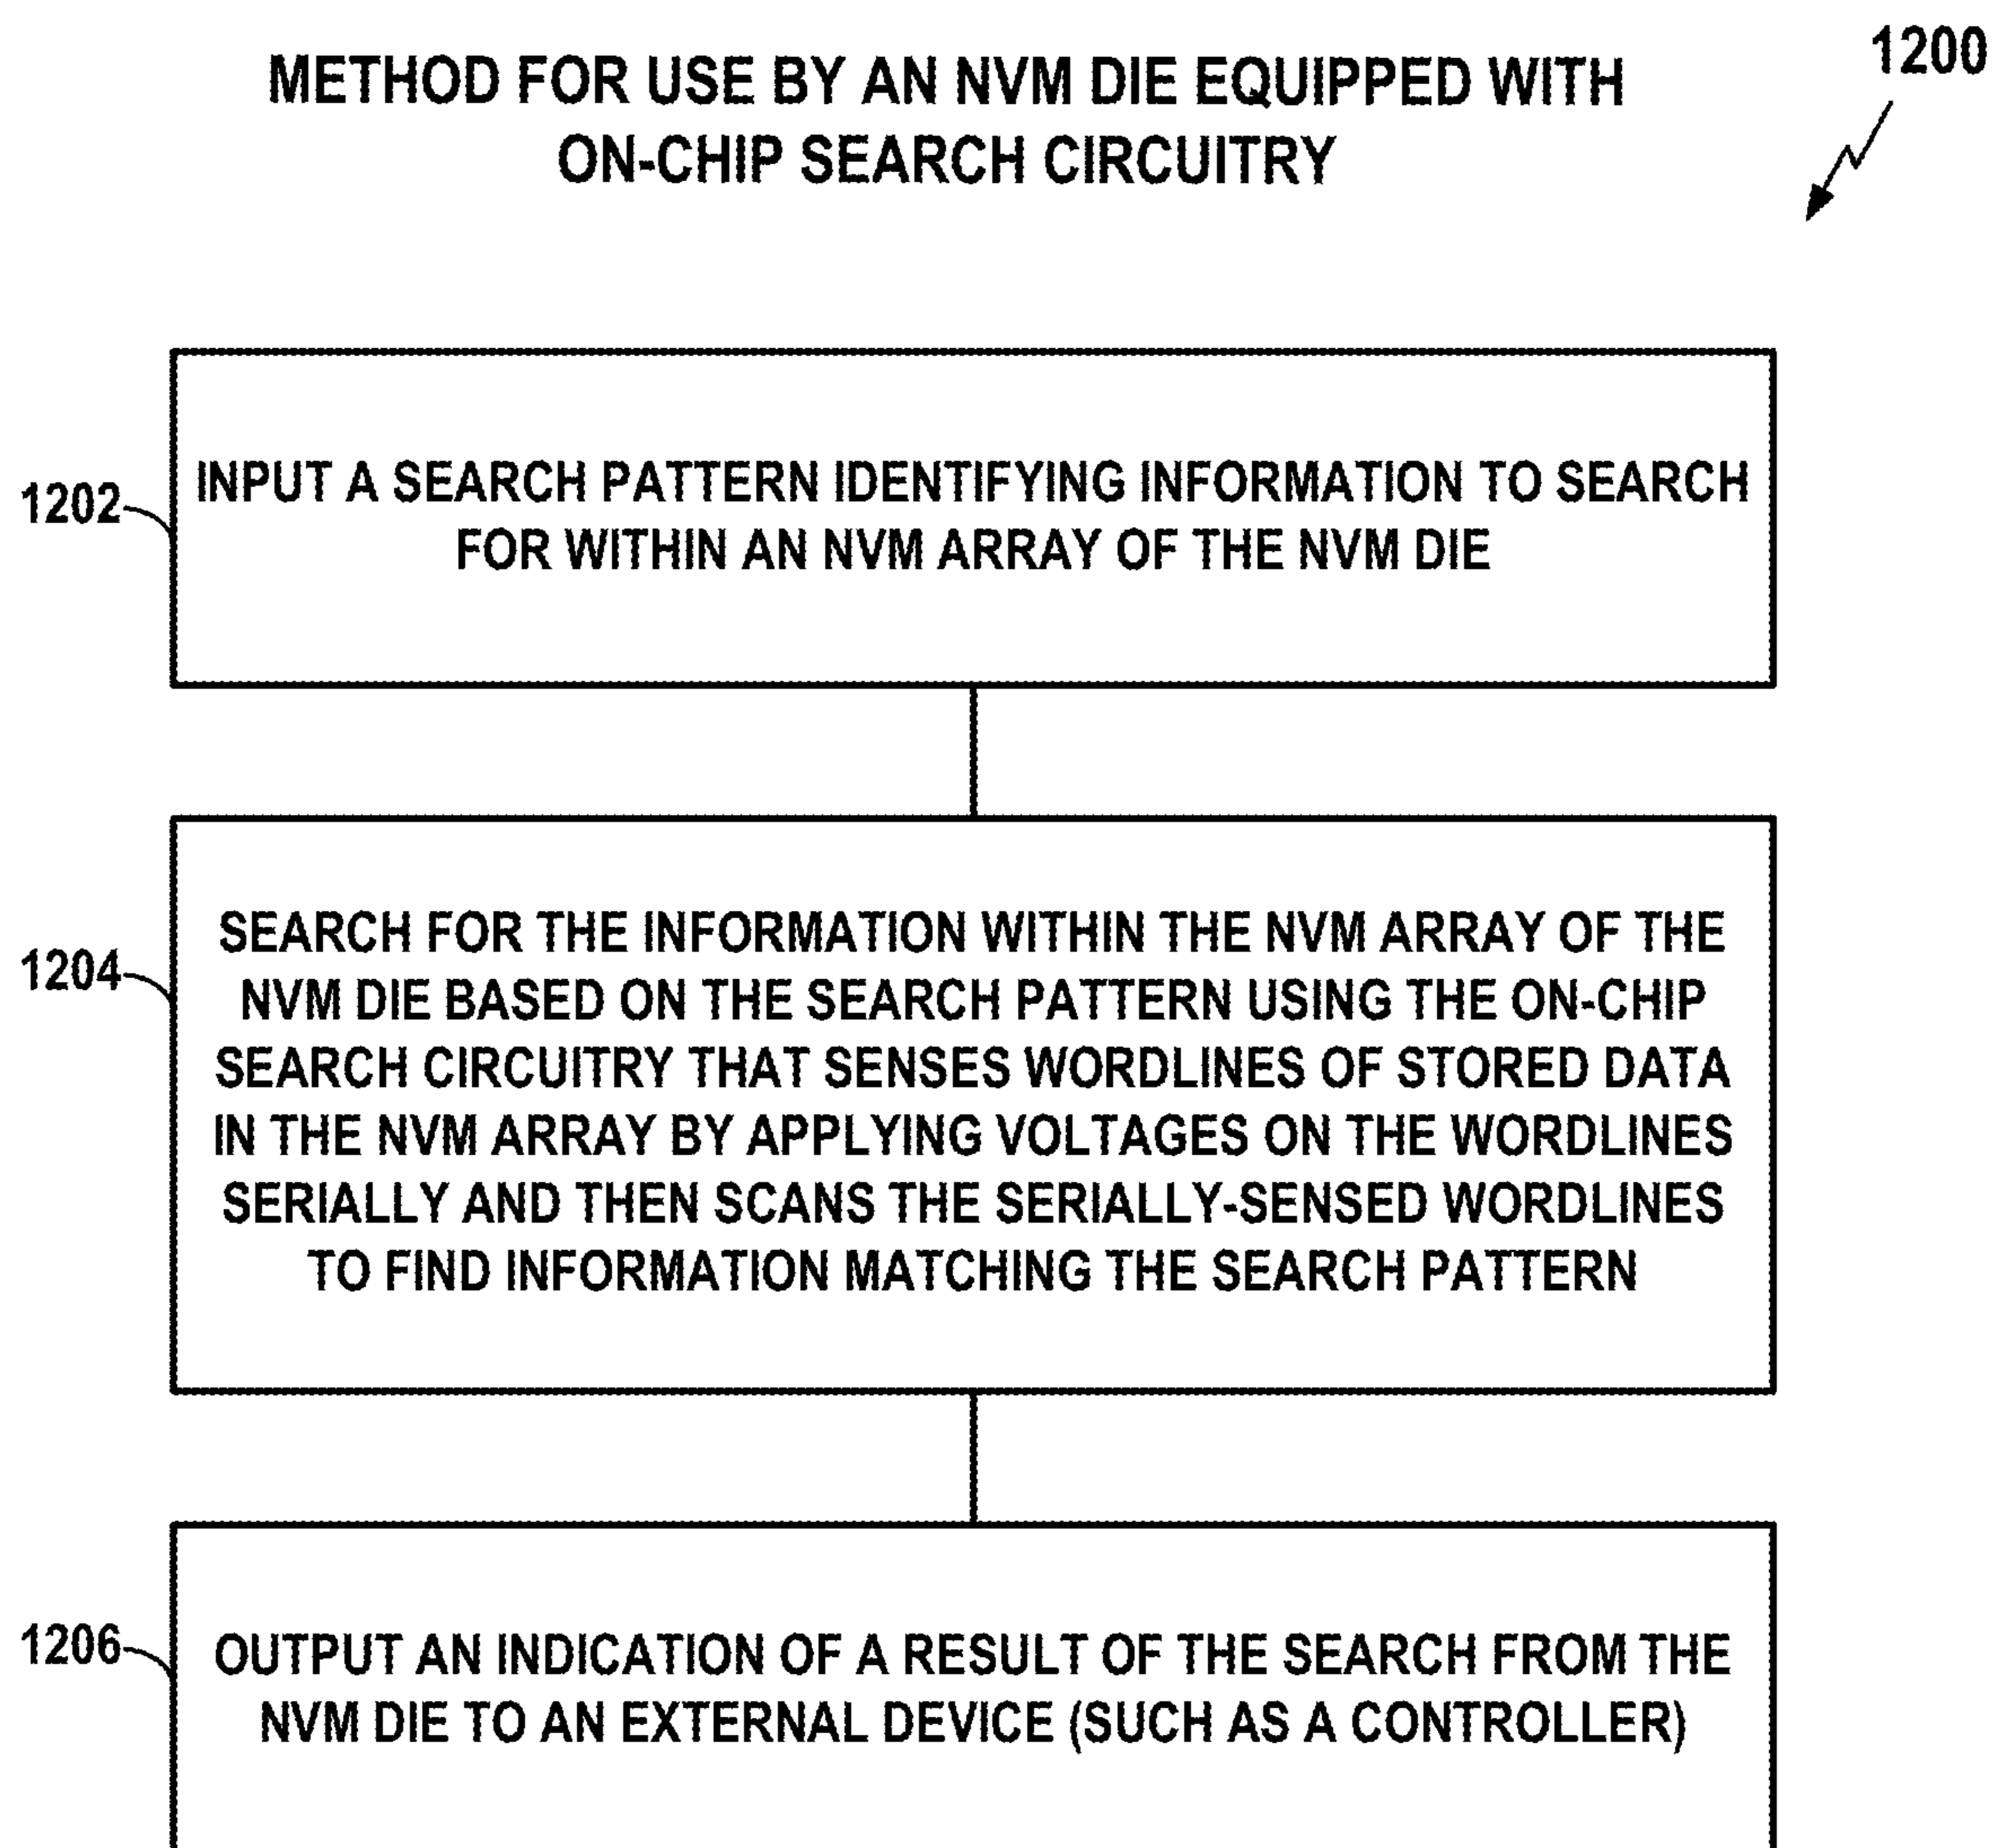 1200
METHOD FOR USE BY AN NVM DIE EQUIPPED WITH
ON-CHIP SEARCH CIRCUITRY
1202
INPUT A SEARCH PATTERN IDENTIFYING INFORMATION TO SEARCH
FOR WITHIN AN NVM ARRAY OF THE NVM DIE
1204
SEARCH FOR THE INFORMATION WITHIN THE NVM ARRAY OF THE
NVM DIE BASED ON THE SEARCH PATTERN USING THE ON-CHIP
SEARCH CIRCUITRY THAT SENSES WORDLINES OF STORED DATA
IN THE NVM ARRAY BY APPLYING VOLTAGES ON THE WORDLINES
SERIALLY AND THEN SCANS THE SERIALLY-SENSED WORDLINES
TO FIND INFORMATION MATCHING THE SEARCH PATTERN
1206
OUTPUT AN INDICATION OF A RESULT OF THE SEARCH FROM THE
NVM DIE TO AN EXTERNAL DEVICE (SUCH AS A CONTROLLER)